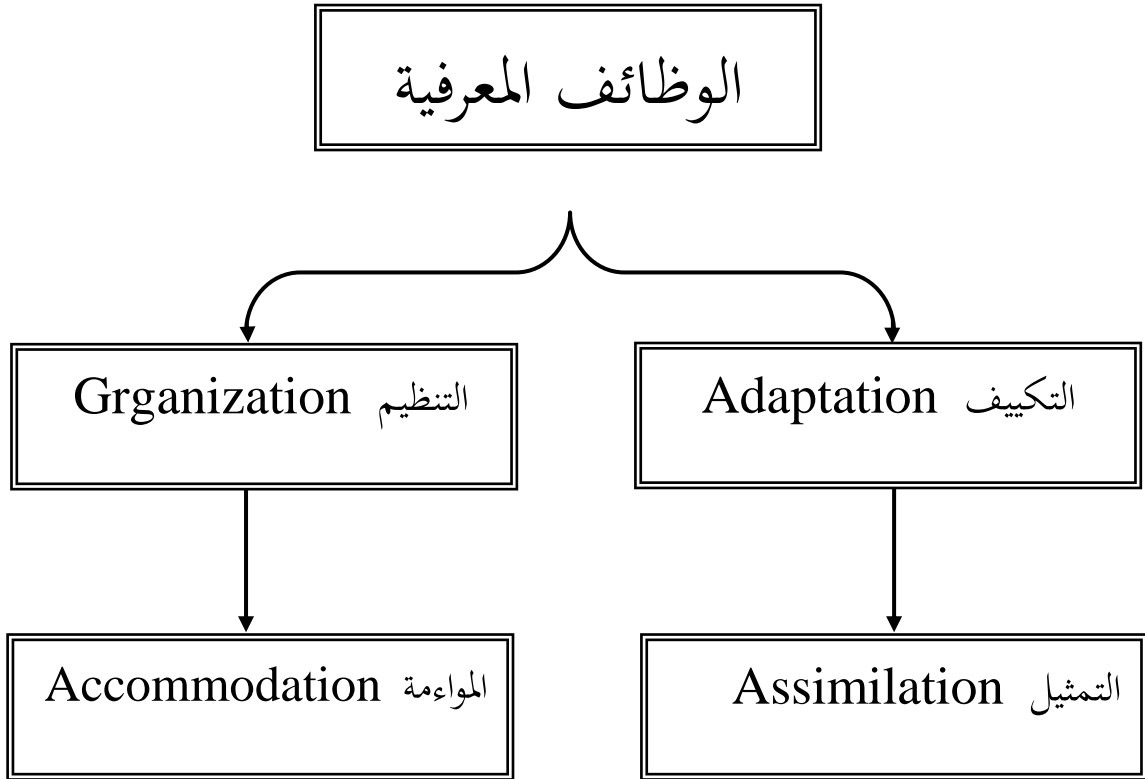 الوظائف المعرفية
التكييف Adaptation
التنظيم Grganization
التمثيل Assimilation
المواءمة Accommodation